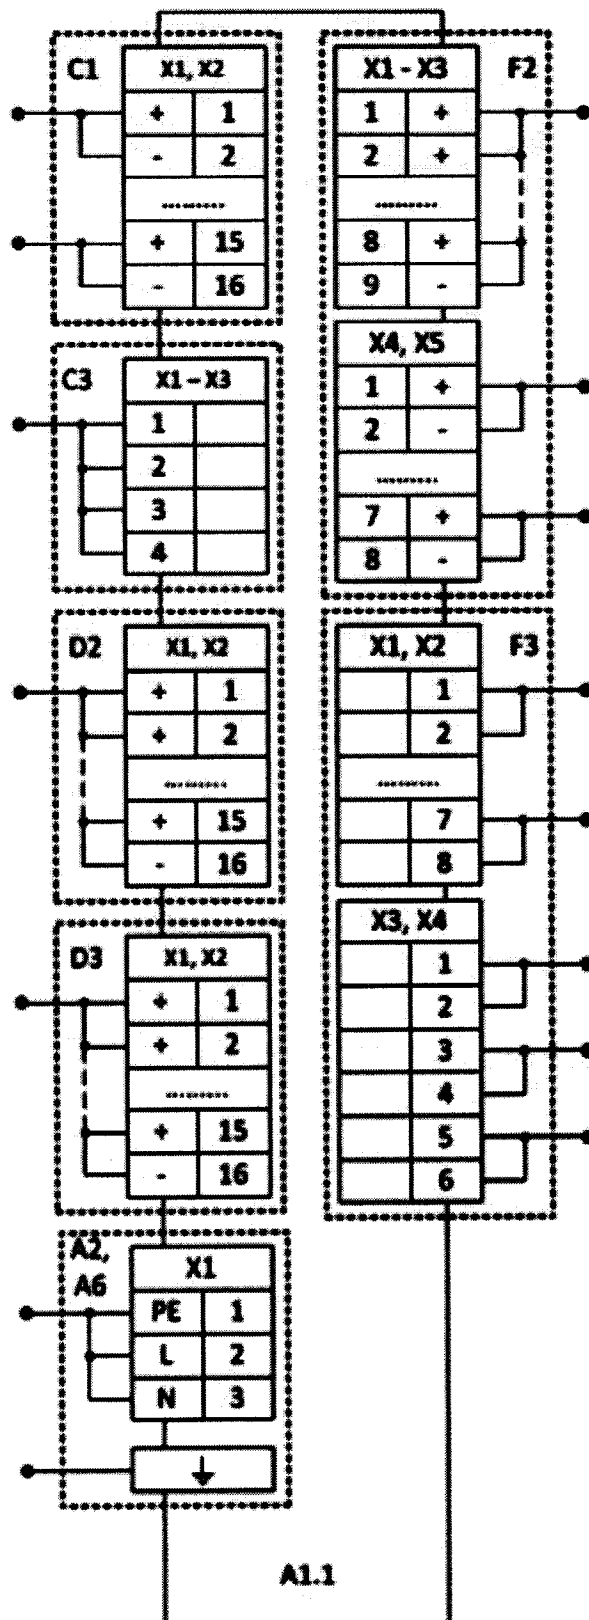 C1
X1, X2
+ 1
- 2
..........
+ 15
- 16
C3
X1 – X3
1
2
3
4
D2
X1, X2
+ 1
+ 2
..........
+ 15
- 16
D3
X1, X2
+ 1
+ 2
..........
+ 15
- 16
A2,
A6
X1
PE 1
L 2
N 3
X1 - X3
F2
1 +
2 +
..........
8 +
9 -
X4, X5
1 +
2 -
..........
7 +
8 -
X1, X2
F3
1
2
..........
7
8
X3, X4
1
2
3
4
5
6
A1.1